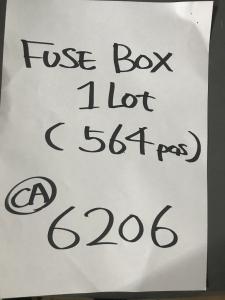 FUSE BOX
1 Lot
(564 pcs)
CA
6206